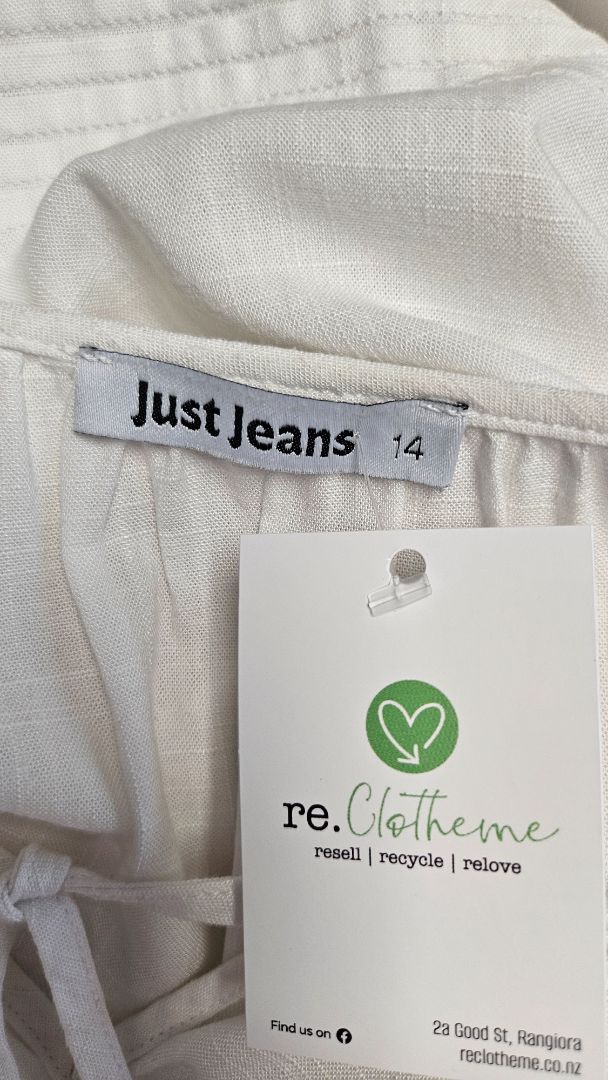 Just Jeans 14
re.Clotheme
resell | recycle | relove
Find us on
2a Good St, Rangiora
reclotheme.co.nz